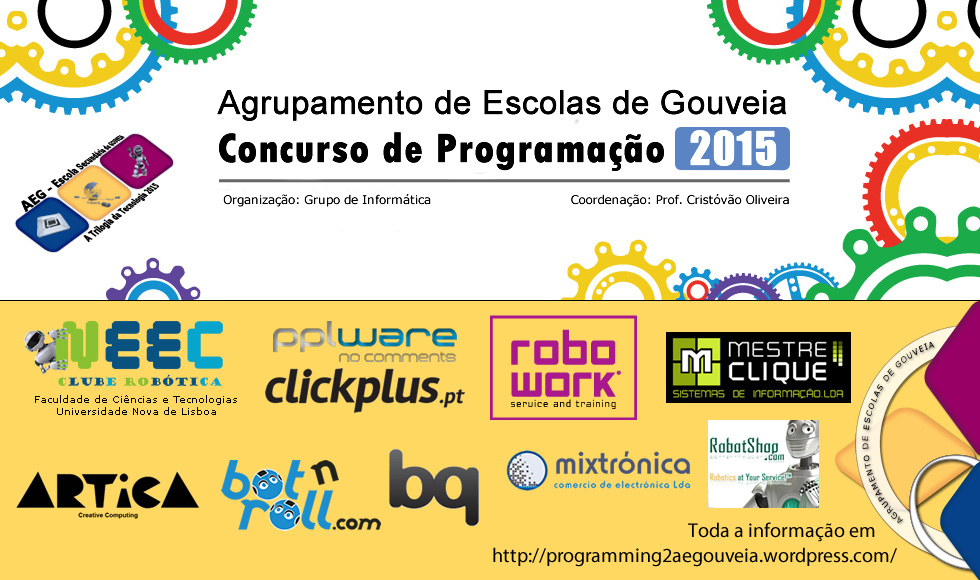 Agrupamento de Escolas de Gouveia
Concurso de Programação 2015
Organização: Grupo de Informática
Coordenação: Prof. Cristóvão Oliveira
AEG - Escola Secundária de Gouveia
A Trilogia da Tecnologia 2015
NEEC
CLUBE ROBÓTICA
Faculdade de Ciências e Tecnologias
Universidade Nova de Lisboa
pplware
no comments
clickplus.pt
robo
work
service and training
M
MESTRE
CLIQUE
SISTEMAS DE INFORMAÇÃO.LDA
ARTiCA
Creative Computing
bot n
roll.com
bq
mixtrónica
comercio de electrónica Lda
RobotShop
.com
Robotics at Your Service!™
AGRUPAMENTO DE ESCOLAS DE GOUVEIA
Toda a informação em
http://programming2aegouveia.wordpress.com/